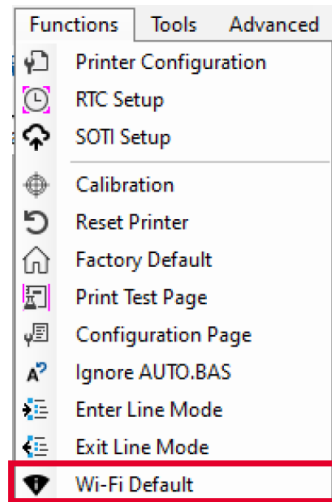 Functions Tools Advanced
Printer Configuration
RTC Setup
SOTI Setup
Calibration
Reset Printer
Factory Default
Print Test Page
Configuration Page
Ignore AUTO.BAS
Enter Line Mode
Exit Line Mode
Wi-Fi Default